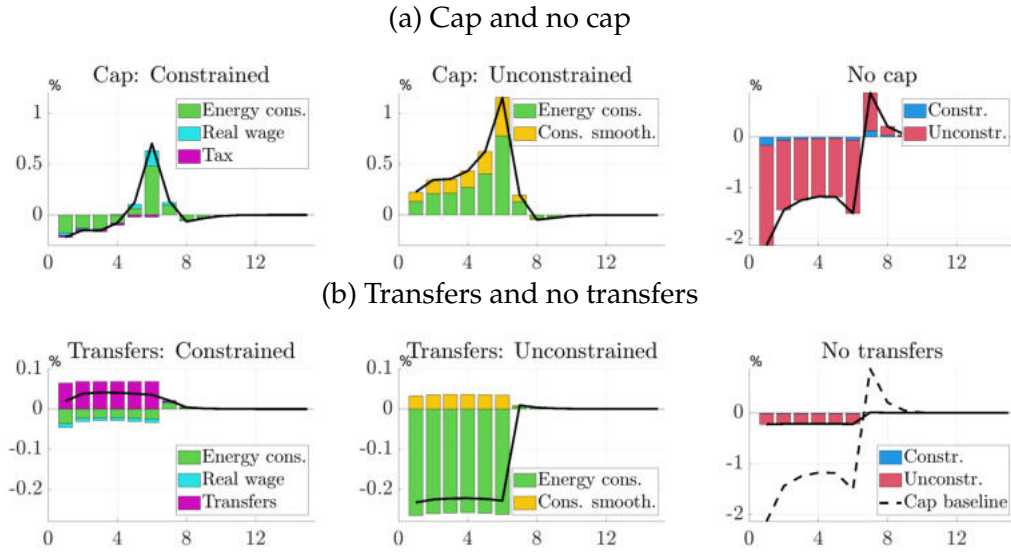 (a) Cap and no cap
% Cap: Constrained
1
0.5
0
Energy cons.
Real wage
Tax
0 4 8 12
% Cap: Unconstrained
1
0.5
0
Energy cons.
Cons. smooth.
0 4 8 12
% No cap
0
-1
-2
Constr.
Unconstr.
0 4 8 12
(b) Transfers and no transfers
0.1 % Transfers: Constrained
0
-0.1
-0.2
Energy cons.
Real wage
Transfers
0 4 8 12
0.1 % Transfers: Unconstrained
0
-0.1
-0.2
Energy cons.
Cons. smooth.
0 4 8 12
% No transfers
0
-1
-2
Constr.
Unconstr.
Cap baseline
0 4 8 12